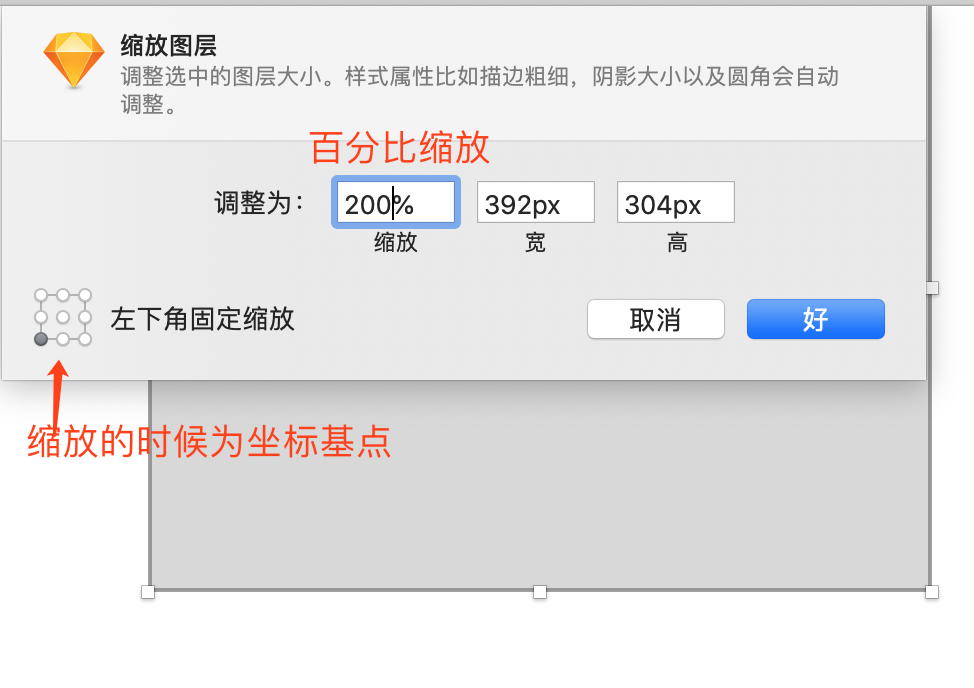 缩放图层
调整选中的图层大小。样式属性比如描边粗细，阴影大小以及圆角会自动
调整。
百分比缩放
调整为： 200% 392px 304px
缩放 宽 高
左下角固定缩放 取消 好
缩放的时候为坐标基点